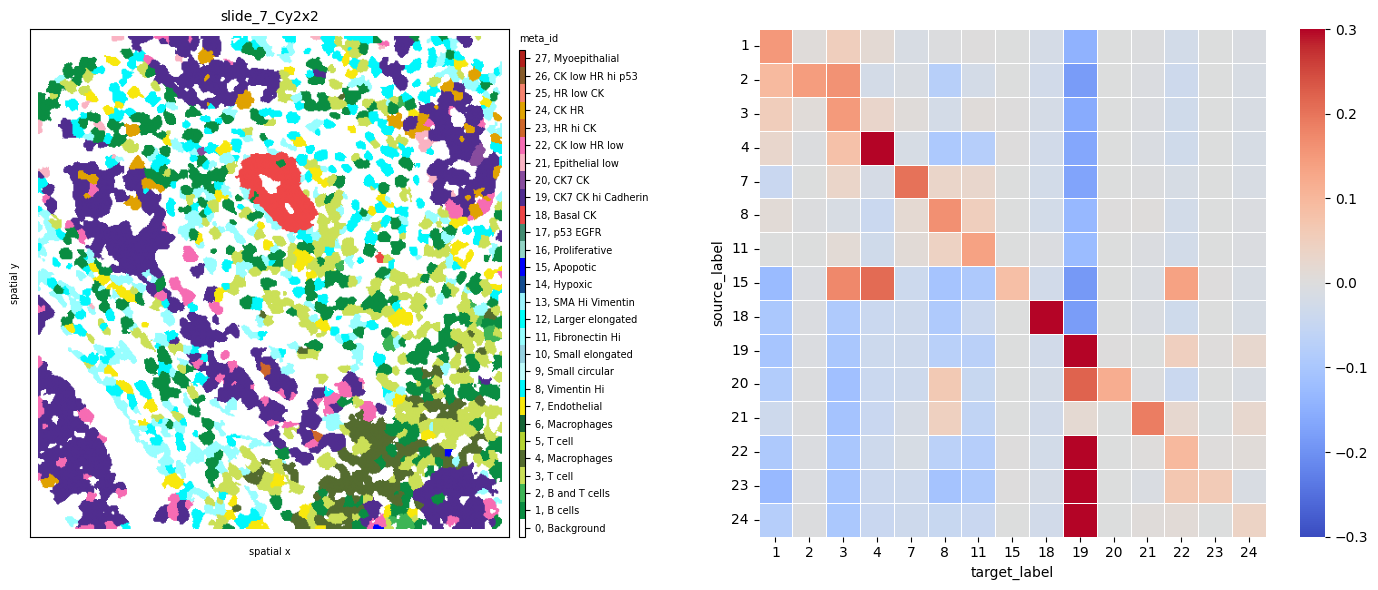 slide_7_Cy2x2
meta_id
27, Myoepithelial
26, CK low HR hi p53
25, HR low CK
24, CK HR
23, HR hi CK
22, CK low HR low
21, Epithelial low
20, CK7 CK
19, CK7 CK hi Cadherin
18, Basal CK
17, p53 EGFR
16, Proliferative
15, Apopotic
14, Hypoxic
13, SMA Hi Vimentin
12, Larger elongated
11, Fibronectin Hi
10, Small elongated
9, Small circular
8, Vimentin Hi
7, Endothelial
6, Macrophages
5, T cell
4, Macrophages
3, T cell
2, B and T cells
1, B cells
0, Background
spatial y
spatial x
source_label
1
2
3
4
7
8
11
15
18
19
20
21
22
23
24
1 2 3 4 7 8 11 15 18 19 20 21 22 23 24
target_label
0.3
0.2
0.1
0.0
−0.1
−0.2
−0.3